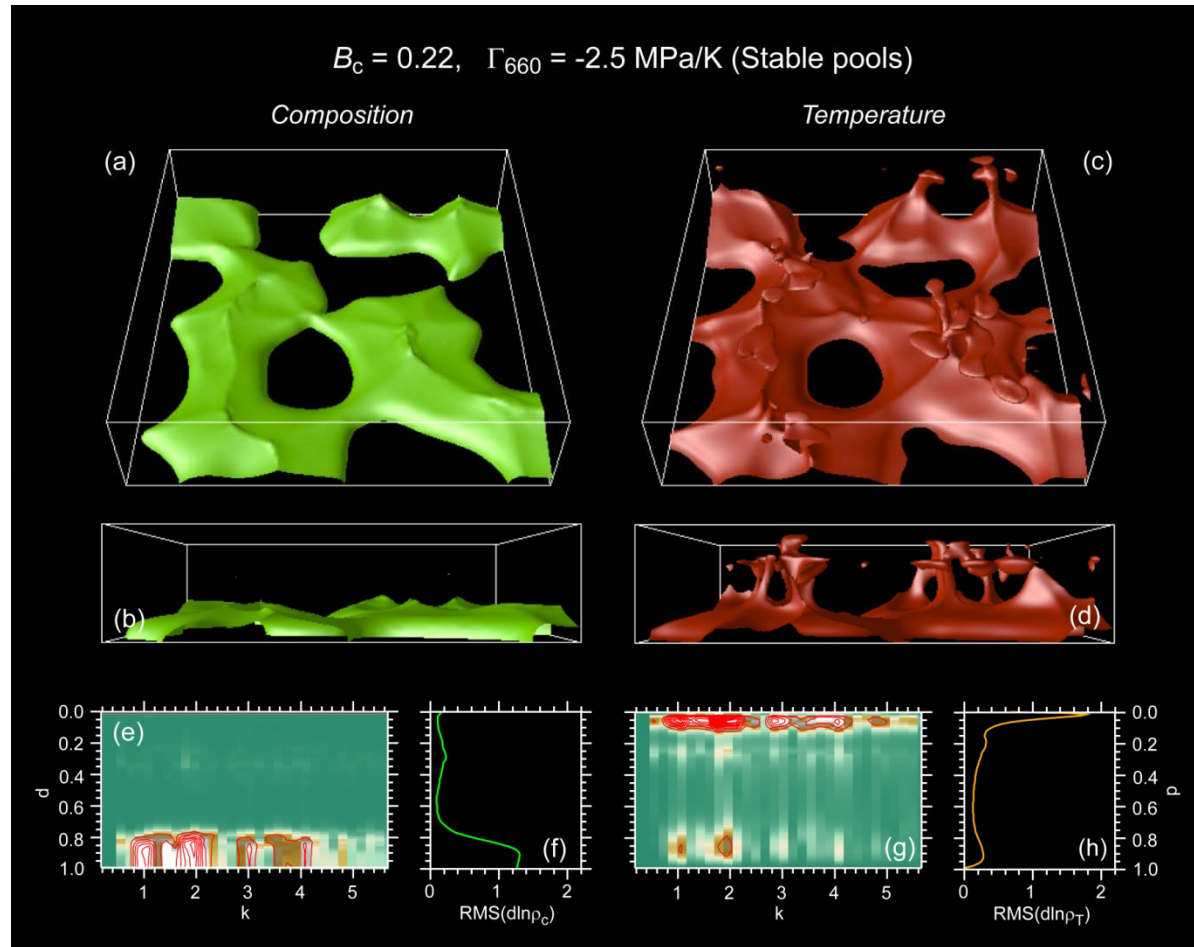 B_c = 0.22, Γ_660 = -2.5 MPa/K (Stable pools)
Composition
Temperature
(a)
(c)
(b)
(d)
(e)
(f)
(g)
(h)
0.0
0.2
0.4
0.6
0.8
1.0
d
1 2 3 4 5
k
0 1 2
RMS(dlnρ_c)
1 2 3 4 5
k
0 1 2
RMS(dlnρ_T)
0.0
0.2
0.4
0.6
0.8
1.0
d